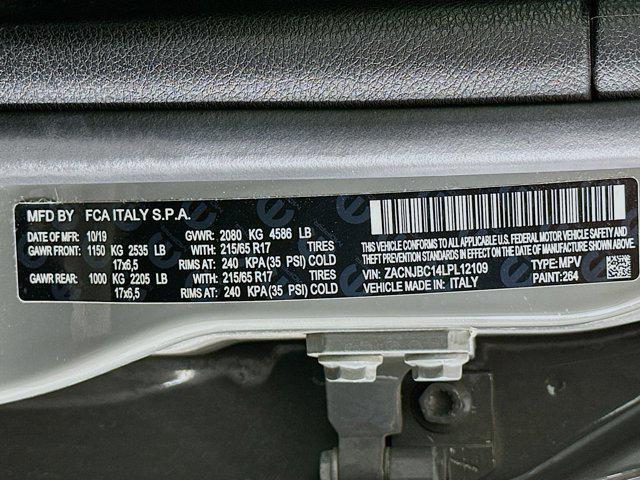 MFD BY FCA ITALY S.P.A.
DATE OF MFR: 10/19 GVWR: 2080 KG 4586 LB
GAWR FRONT: 1150 KG 2535 LB WITH: 215/65 R17 TIRES
17x6,5 RIMS AT: 240 KPA(35 PSI) COLD
GAWR REAR: 1000 KG 2205 LB WITH: 215/65 R17 TIRES
17x6,5 RIMS AT: 240 KPA(35 PSI) COLD
THIS VEHICLE CONFORMS TO ALL APPLICABLE U.S. FEDERAL MOTOR VEHICLE SAFETY,
THEFT PREVENTION STANDARDS IN EFFECT ON THE DATE OF MANUFACTURE SHOWN ABOVE
VIN: ZACNJBC14LPL12109 TYPE: MPV
VEHICLE MADE IN: ITALY PAINT: 264